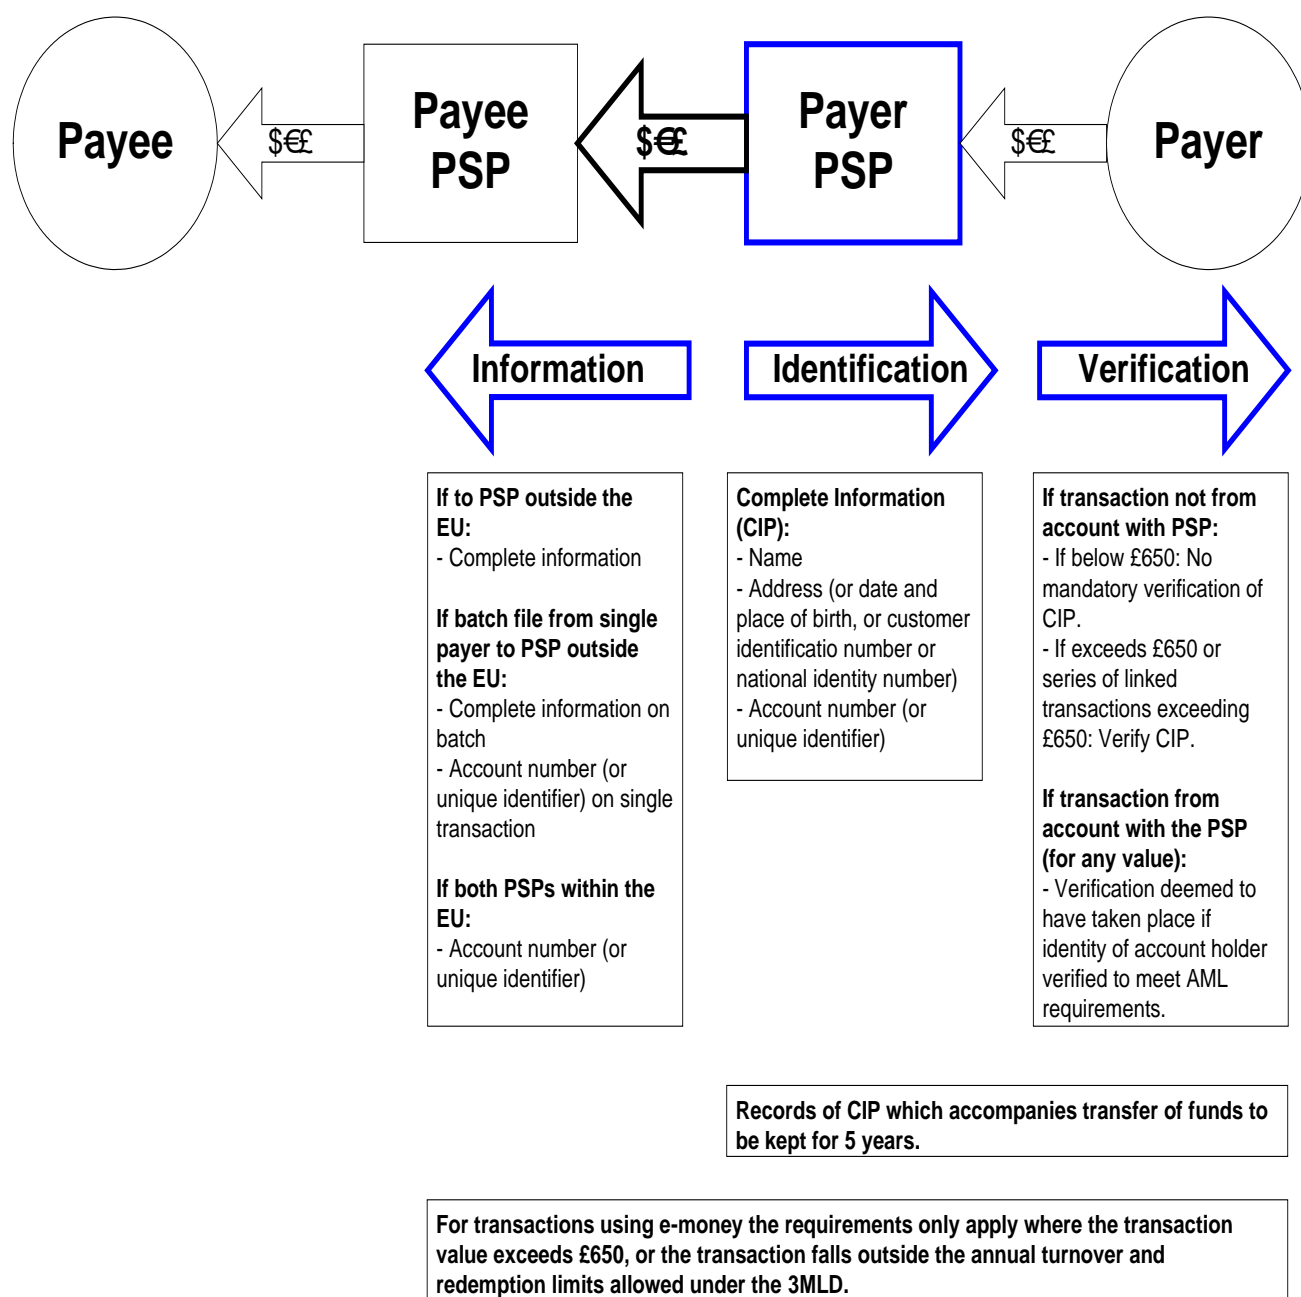 Payee
$€£
Payee
PSP
$€£
Payer
PSP
$€£
Payer
Information
Identification
Verification
If to PSP outside the
EU:
- Complete information
If batch file from single
payer to PSP outside
the EU:
- Complete information on
batch
- Account number (or
unique identifier) on single
transaction
If both PSPs within the
EU:
- Account number (or
unique identifier)
Complete Information
(CIP):
- Name
- Address (or date and
place of birth, or customer
identificatio number or
national identity number)
- Account number (or
unique identifier)
If transaction not from
account with PSP:
- If below £650: No
mandatory verification of
CIP.
- If exceeds £650 or
series of linked
transactions exceeding
£650: Verify CIP.
If transaction from
account with the PSP
(for any value):
- Verification deemed to
have taken place if
identity of account holder
verified to meet AML
requirements.
Records of CIP which accompanies transfer of funds to
be kept for 5 years.
For transactions using e-money the requirements only apply where the transaction
value exceeds £650, or the transaction falls outside the annual turnover and
redemption limits allowed under the 3MLD.